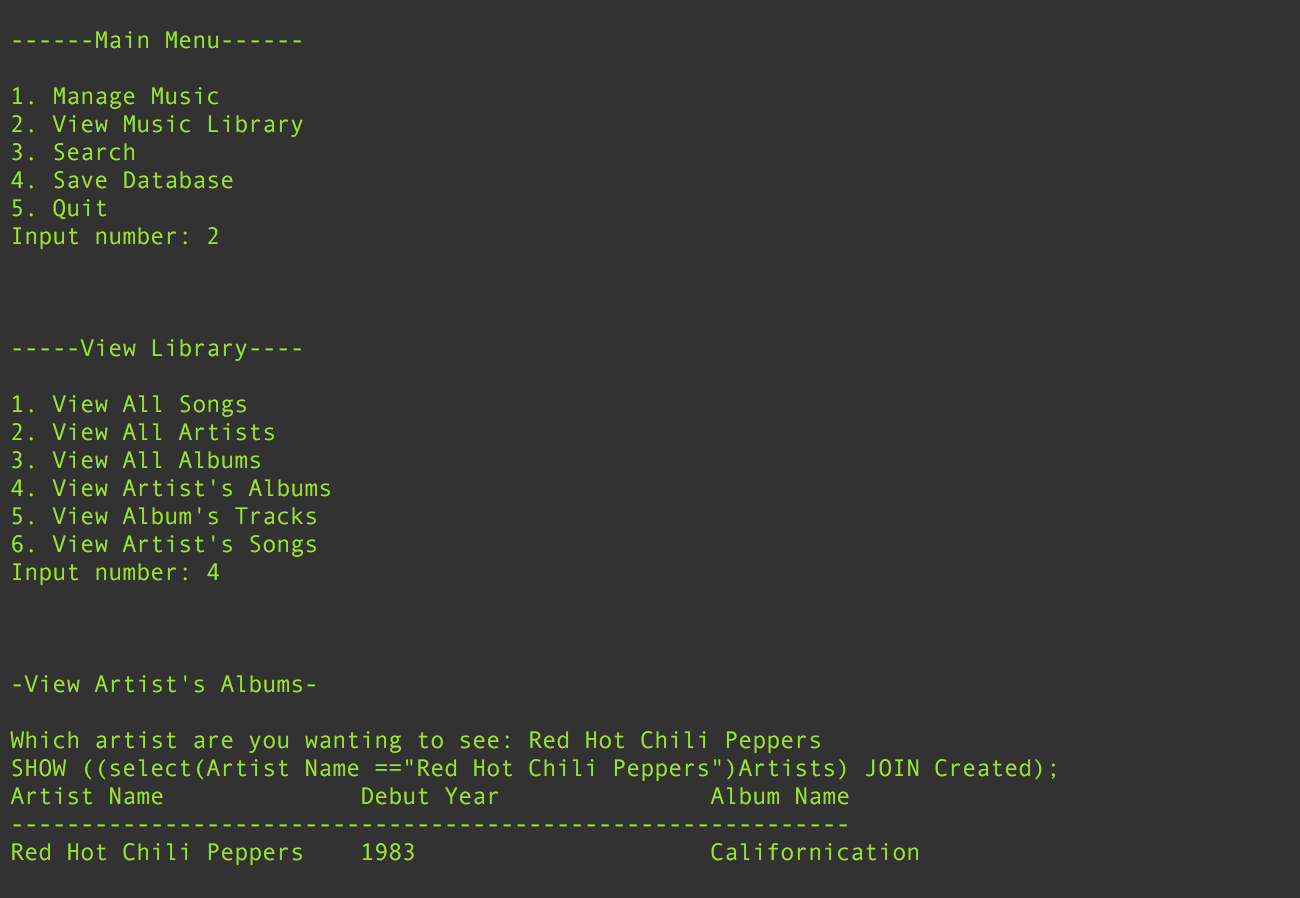 ------Main Menu------
1. Manage Music
2. View Music Library
3. Search
4. Save Database
5. Quit
Input number: 2
-----View Library----
1. View All Songs
2. View All Artists
3. View All Albums
4. View Artist's Albums
5. View Album's Tracks
6. View Artist's Songs
Input number: 4
-View Artist's Albums-
Which artist are you wanting to see: Red Hot Chili Peppers
SHOW ((select(Artist Name =="Red Hot Chili Peppers")Artists) JOIN Created);
Artist Name              Debut Year               Album Name
------------------------------------------------------------
Red Hot Chili Peppers    1983                     Californication